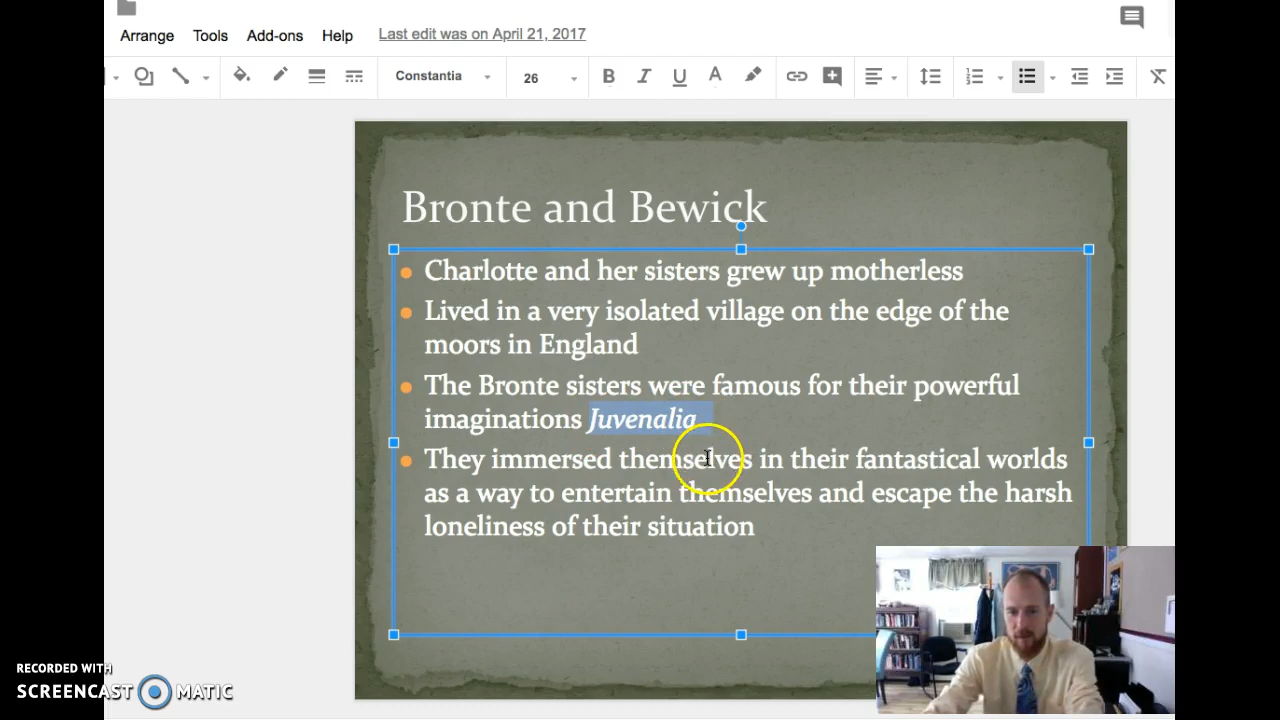 Arrange Tools Add-ons Help Last edit was on April 21, 2017
Constantia 26 B I U A
Bronte and Bewick
Charlotte and her sisters grew up motherless
Lived in a very isolated village on the edge of the
moors in England
The Bronte sisters were famous for their powerful
imaginations Juvenalia
They immersed themselves in their fantastical worlds
as a way to entertain themselves and escape the harsh
loneliness of their situation
RECORDED WITH
SCREENCAST MATIC